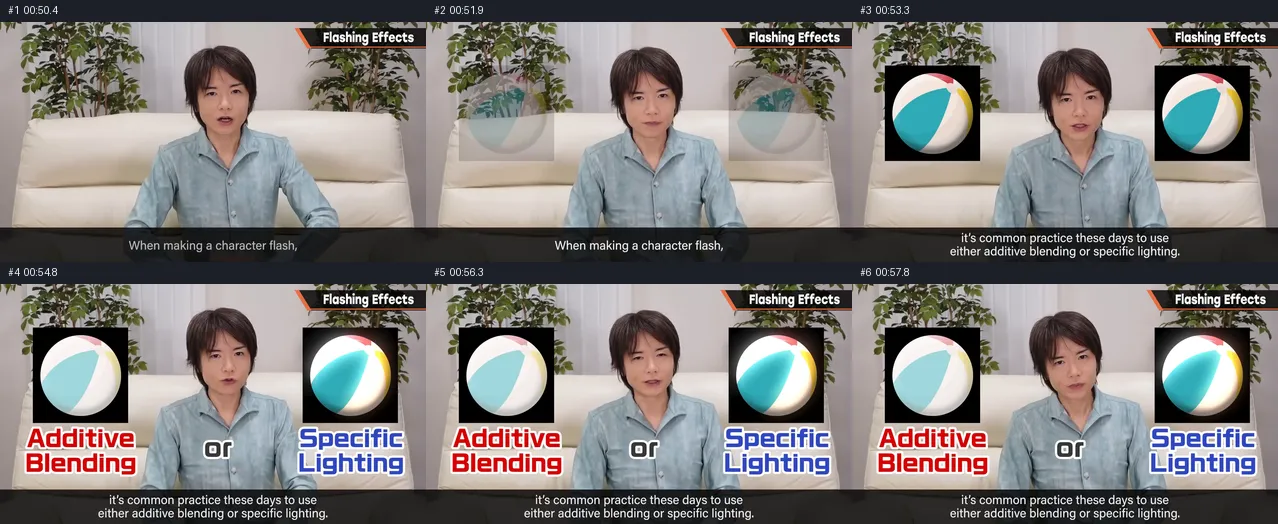 #1 00:50.4
Flashing Effects
When making a character flash,
#2 00:51.9
Flashing Effects
When making a character flash,
#3 00:53.3
Flashing Effects
it's common practice these days to use
either additive blending or specific lighting.
#4 00:54.8
Flashing Effects
Additive
Blending
or
Specific
Lighting
it's common practice these days to use
either additive blending or specific lighting.
#5 00:56.3
Flashing Effects
Additive
Blending
or
Specific
Lighting
it's common practice these days to use
either additive blending or specific lighting.
#6 00:57.8
Flashing Effects
Additive
Blending
or
Specific
Lighting
it's common practice these days to use
either additive blending or specific lighting.